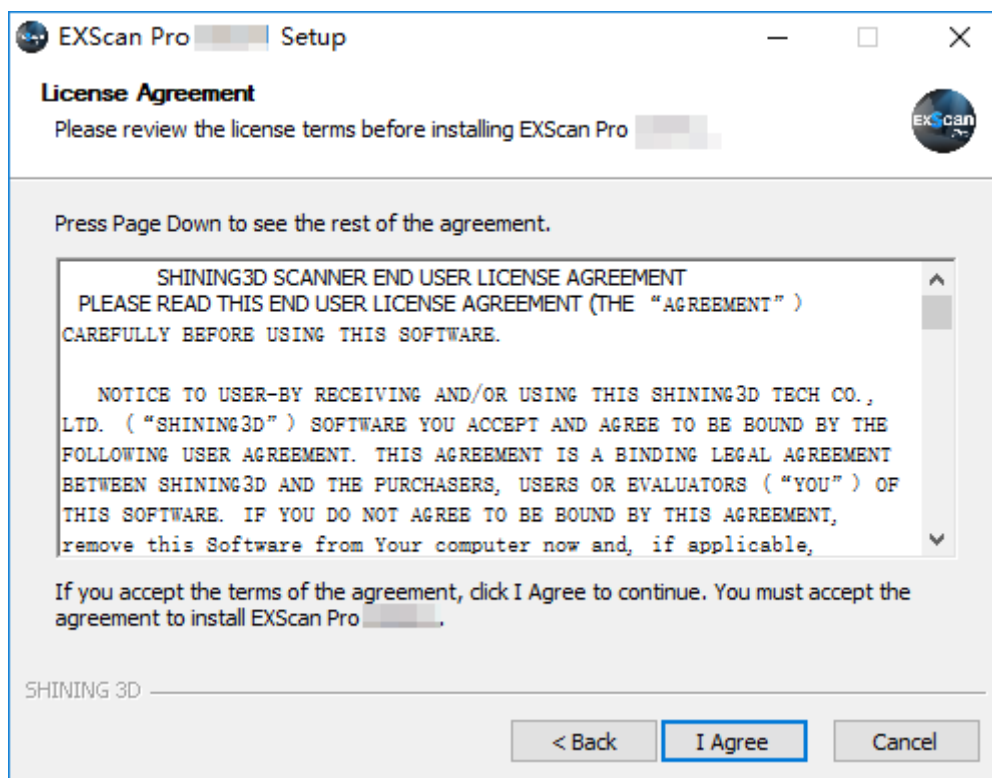 EXScan Pro Setup
License Agreement
Please review the license terms before installing EXScan Pro
EXScan
Pro
Press Page Down to see the rest of the agreement.
SHINING3D SCANNER END USER LICENSE AGREEMENT
PLEASE READ THIS END USER LICENSE AGREEMENT (THE “AGREEMENT”)
CAREFULLY BEFORE USING THIS SOFTWARE.
NOTICE TO USER-BY RECEIVING AND/OR USING THIS SHINING3D TECH CO.,
LTD. (“SHINING3D”) SOFTWARE YOU ACCEPT AND AGREE TO BE BOUND BY THE
FOLLOWING USER AGREEMENT. THIS AGREEMENT IS A BINDING LEGAL AGREEMENT
BETWEEN SHINING3D AND THE PURCHASERS, USERS OR EVALUATORS (“YOU”) OF
THIS SOFTWARE. IF YOU DO NOT AGREE TO BE BOUND BY THIS AGREEMENT,
remove this Software from Your computer now and, if applicable,
If you accept the terms of the agreement, click I Agree to continue. You must accept the
agreement to install EXScan Pro .
SHINING 3D
< Back I Agree Cancel